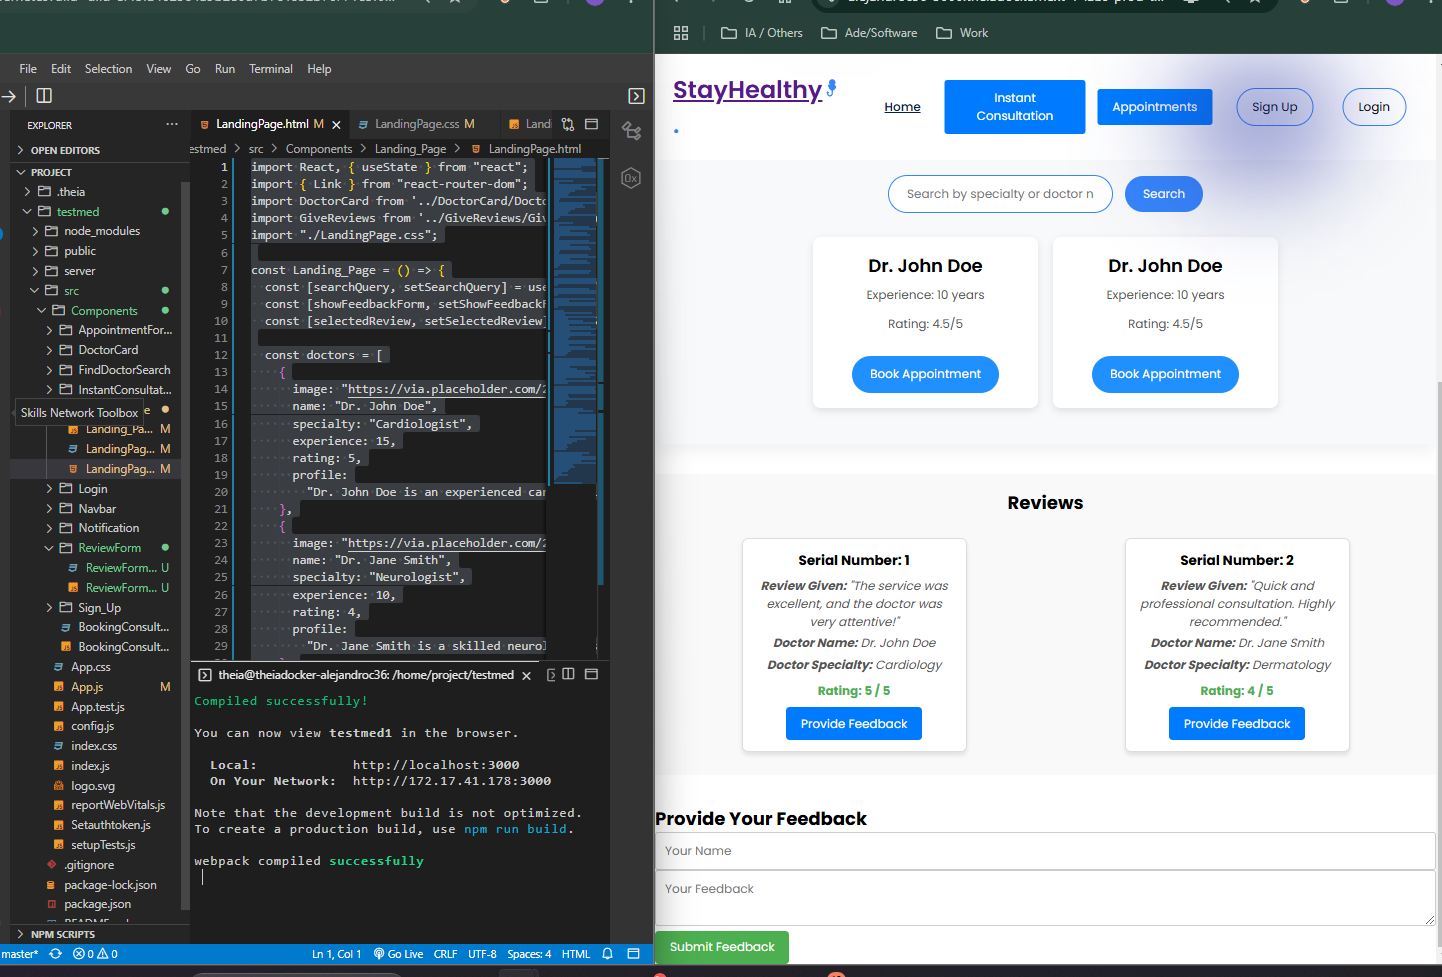 IA / Others
Ade/Software
Work
File Edit Selection View Go Run Terminal Help
EXPLORER
OPEN EDITORS
PROJECT
.theia
testmed
node_modules
public
server
src
Components
AppointmentFor...
DoctorCard
FindDoctorSearch
InstantConsultat...
Skills Network Toolbox
Landing_Pa... M
LandingPag... M
LandingPag... M
Login
Navbar
Notification
ReviewForm
ReviewForm... U
ReviewForm... U
Sign_Up
BookingConsult...
BookingConsult...
App.css
App.js M
App.test.js
config.js
index.css
index.js
logo.svg
reportWebVitals.js
Setauthtoken.js
setupTests.js
.gitignore
package-lock.json
package.json
NPM SCRIPTS
LandingPage.html M
LandingPage.css M
Landi
estmed > src > Components > Landing_Page > LandingPage.html
1 import React, { useState } from "react";
2 import { Link } from "react-router-dom";
3 import DoctorCard from '../DoctorCard/Docto
4 import GiveReviews from '../GiveReviews/Giv
5 import "./LandingPage.css";
6
7 const Landing_Page = () => {
8 const [searchQuery, setSearchQuery] = use
9 const [showFeedbackForm, setShowFeedbackF
10 const [selectedReview, setSelectedReview]
11
12 const doctors = [
13 {
14 image: "https://via.placeholder.com/2
15 name: "Dr. John Doe",
16 specialty: "Cardiologist",
17 experience: 15,
18 rating: 5,
19 profile:
20 "Dr. John Doe is an experienced car
21 },
22 {
23 image: "https://via.placeholder.com/2
24 name: "Dr. Jane Smith",
25 specialty: "Neurologist",
26 experience: 10,
27 rating: 4,
28 profile:
29 "Dr. Jane Smith is a skilled neurol
theia@theiadocker-alejandroc36: /home/project/testmed
Compiled successfully!
You can now view testmed1 in the browser.
Local: http://localhost:3000
On Your Network: http://172.17.41.178:3000
Note that the development build is not optimized.
To create a production build, use npm run build.
webpack compiled successfully
master* 0 0 Ln 1, Col 1 Go Live CRLF UTF-8 Spaces: 4 HTML
StayHealthy
Home
Instant
Consultation
Appointments
Sign Up
Login
Search by specialty or doctor n
Search
Dr. John Doe
Experience: 10 years
Rating: 4.5/5
Book Appointment
Dr. John Doe
Experience: 10 years
Rating: 4.5/5
Book Appointment
Reviews
Serial Number: 1
Review Given: "The service was
excellent, and the doctor was
very attentive!"
Doctor Name: Dr. John Doe
Doctor Specialty: Cardiology
Rating: 5 / 5
Provide Feedback
Serial Number: 2
Review Given: "Quick and
professional consultation. Highly
recommended."
Doctor Name: Dr. Jane Smith
Doctor Specialty: Dermatology
Rating: 4 / 5
Provide Feedback
Provide Your Feedback
Your Name
Your Feedback
Submit Feedback